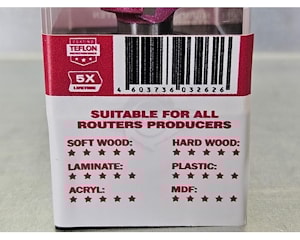 COATING
TEFLON
5X
LIFETIME
4 603736 032626
SUITABLE FOR ALL
ROUTERS PRODUCERS
SOFT WOOD: HARD WOOD:
LAMINATE: PLASTIC:
ACRYL: MDF: